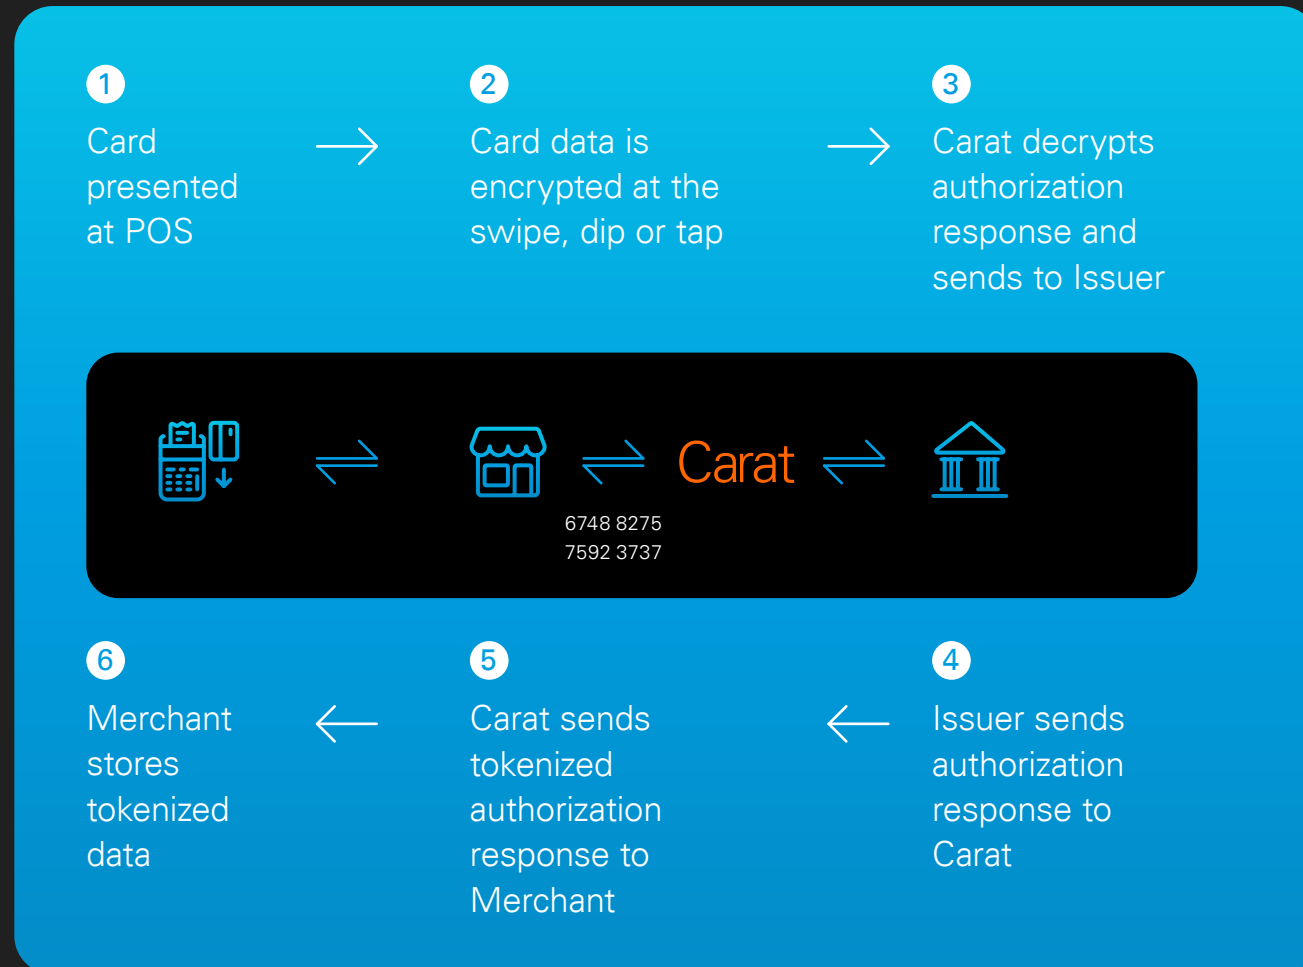 1
Card
presented
at POS
2
Card data is
encrypted at the
swipe, dip or tap
3
Carat decrypts
authorization
response and
sends to Issuer
Carat
6748 8275
7592 3737
6
Merchant
stores
tokenized
data
5
Carat sends
tokenized
authorization
response to
Merchant
4
Issuer sends
authorization
response to
Carat